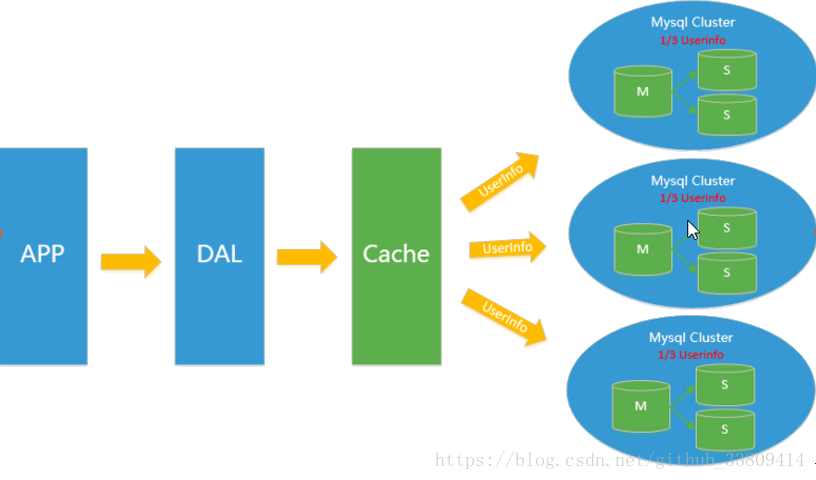 Mysql Cluster
1/3 UserInfo
M
S
S
APP
DAL
Cache
UserInfo
UserInfo
UserInfo
Mysql Cluster
1/3 UserInfo
M
S
S
Mysql Cluster
1/3 Userinfo
M
S
S
https://blog.csdn.net/github_33809414